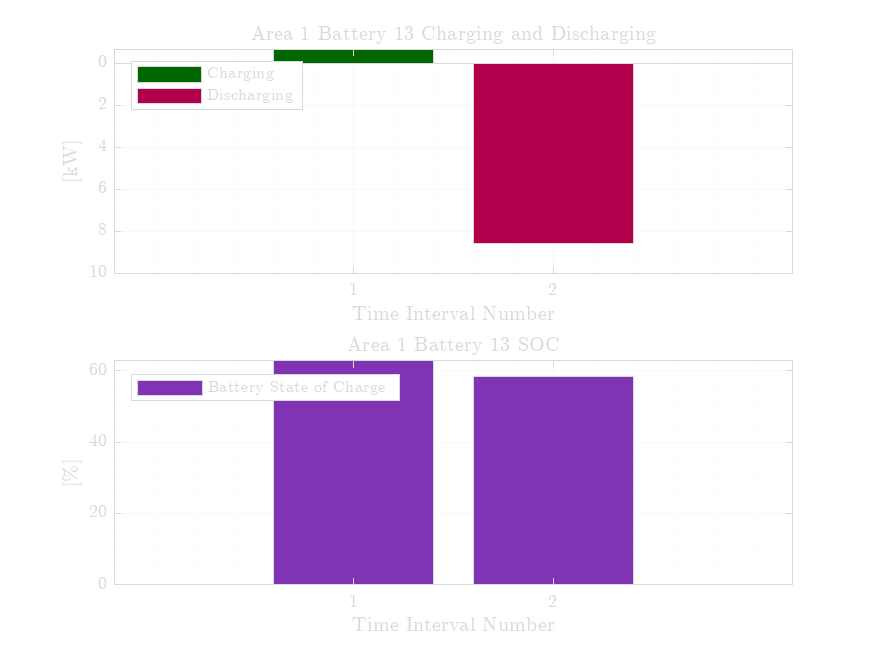 Area 1 Battery 13 Charging and Discharging
0
Charging
Discharging
2
4
[kW]
6
8
10
1
2
Time Interval Number
Area 1 Battery 13 SOC
60
Battery State of Charge
40
[%]
20
0
1
2
Time Interval Number